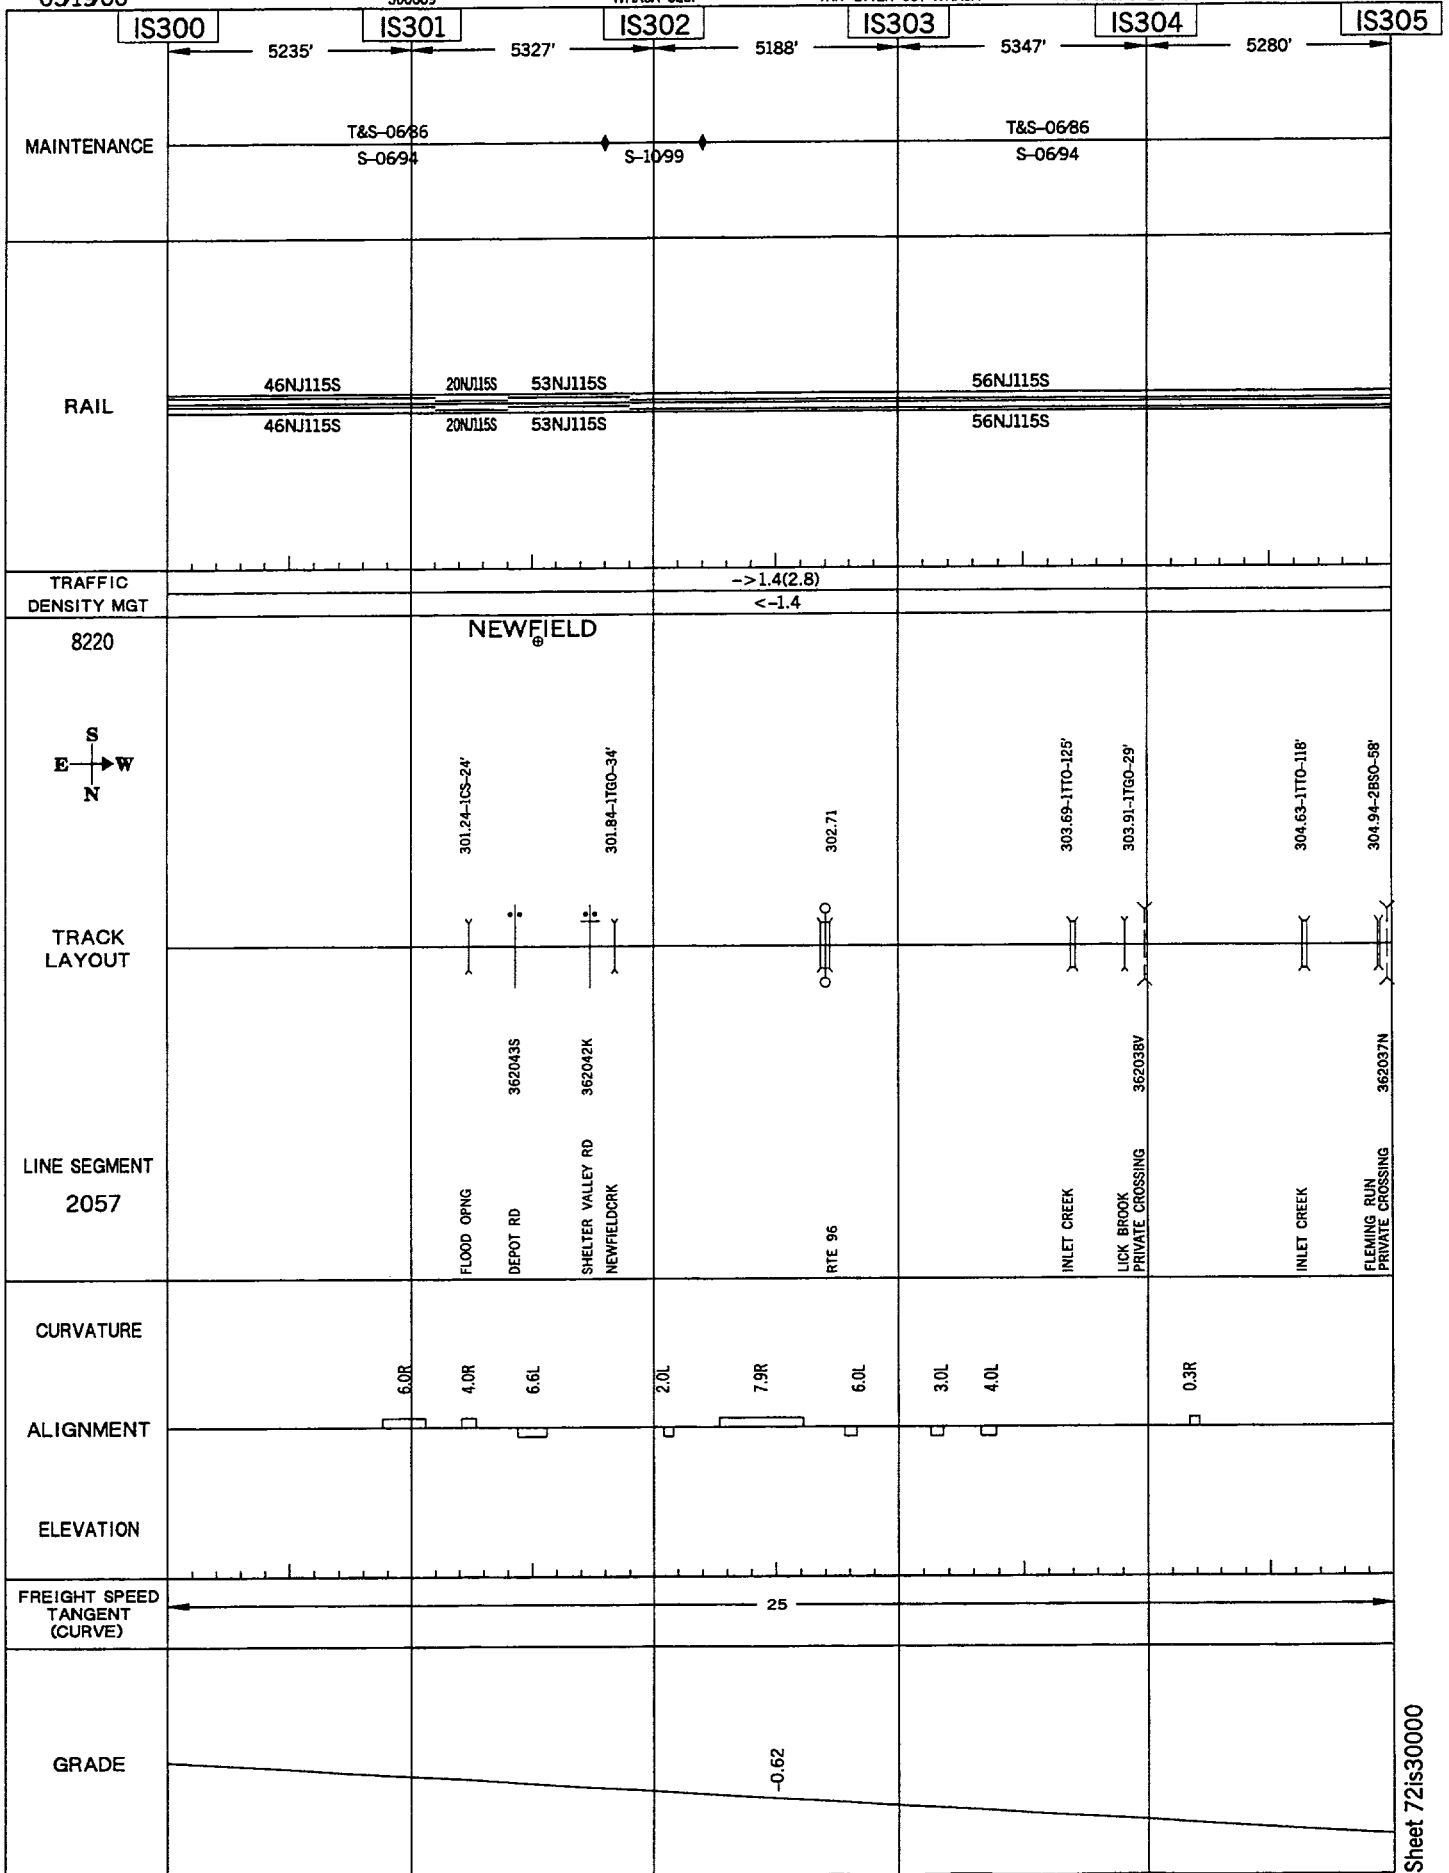 IS300 IS301 IS302 IS303 IS304 IS305
5235' 5327' 5188' 5347' 5280'
MAINTENANCE
T&S-06/86 T&S-06/86
S-06/94 S-10/99 S-06/94
RAIL
46NJ115S 20NJ115S 53NJ115S 56NJ115S
46NJ115S 20NJ115S 53NJ115S 56NJ115S
TRAFFIC
DENSITY MGT
->1.4(2.8)
<-1.4
8220
NEWFIELD
S
E W
N
301.24-1CS-24'
301.84-1TGO-34'
302.71
303.69-1TTO-125'
303.91-1TGO-29'
304.63-1TTO-118'
304.94-2BSO-58'
TRACK
LAYOUT
362043S
362042K
362038V
362037N
LINE SEGMENT
2057
FLOOD OPNG
DEPOT RD
SHELTER VALLEY RD
NEWFIELDCRK
RTE 96
INLET CREEK
LICK BROOK
PRIVATE CROSSING
INLET CREEK
FLEMING RUN
PRIVATE CROSSING
CURVATURE
6.0R 4.0R 6.6L 2.0L 7.9R 6.0L 3.0L 4.0L 0.3R
ALIGNMENT
ELEVATION
FREIGHT SPEED
TANGENT
(CURVE)
25
GRADE
-0.62
Sheet 72is30000